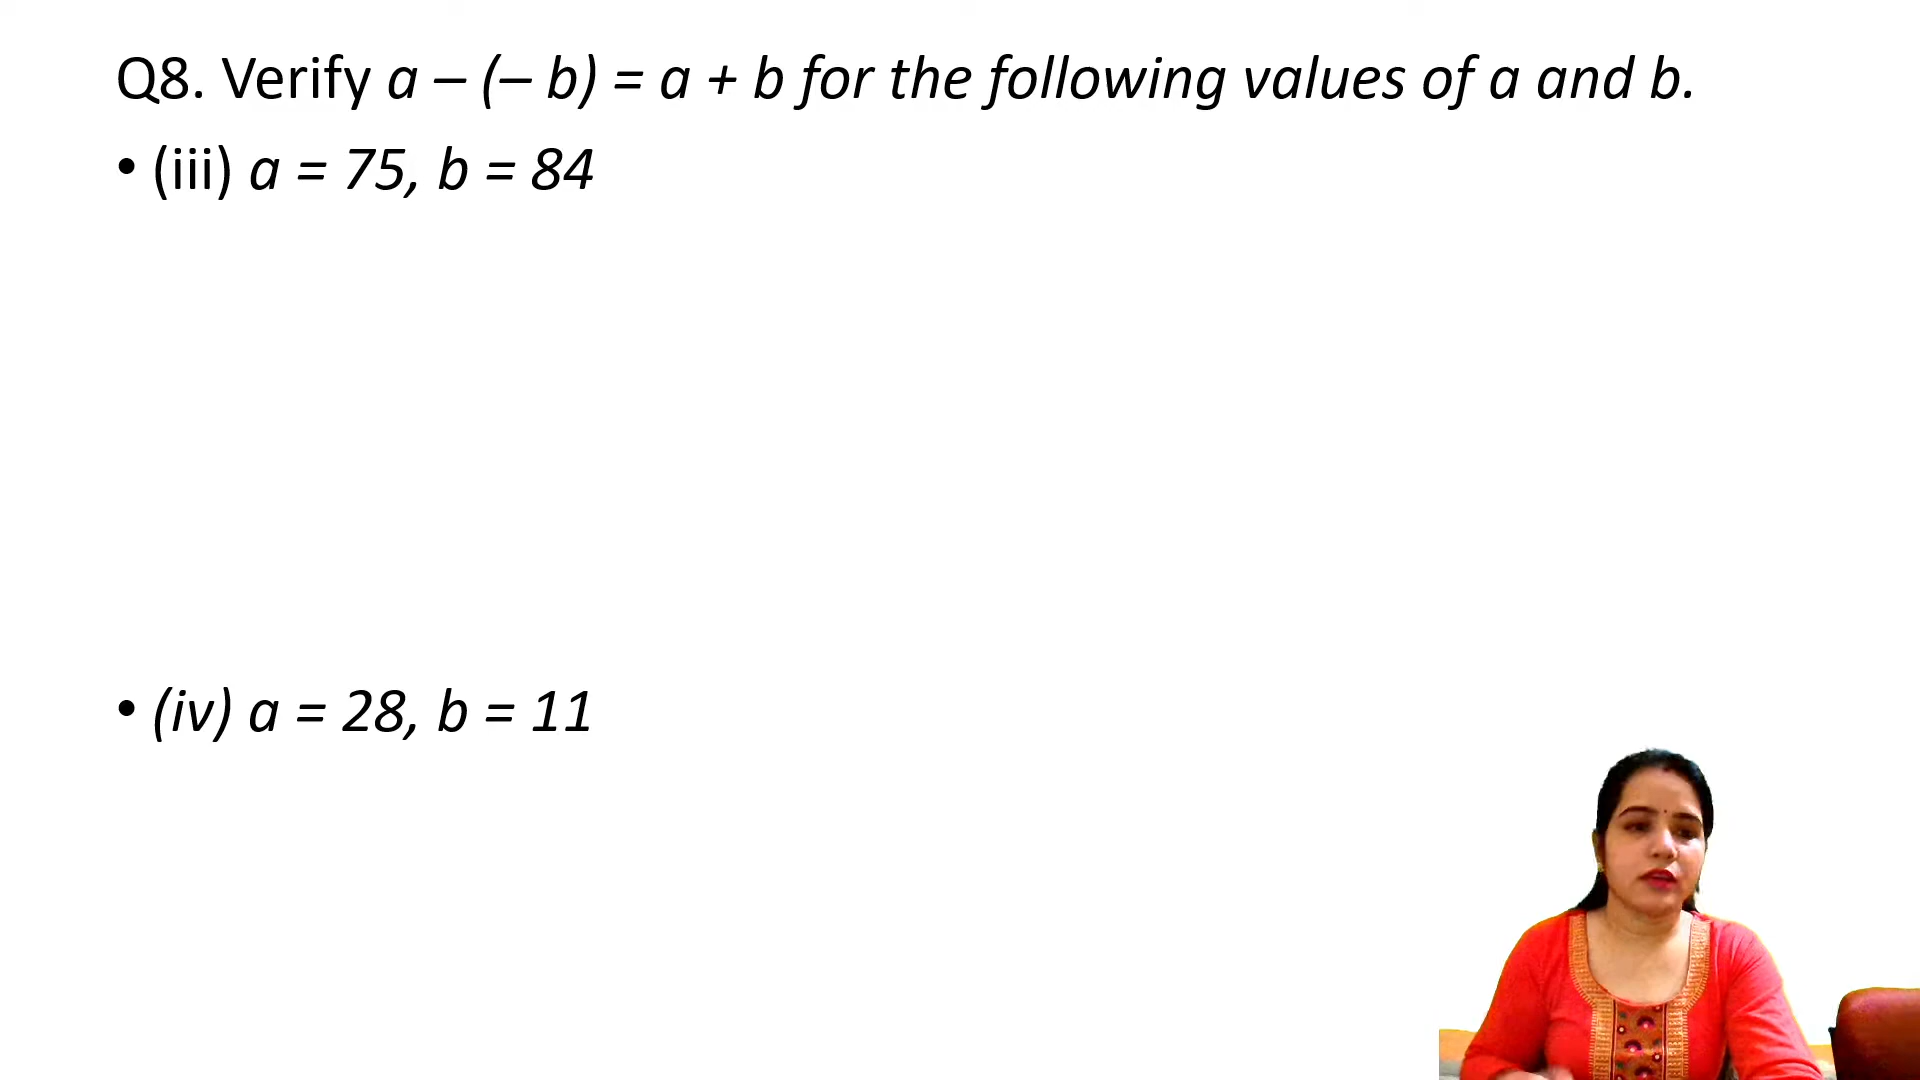 Q8. Verify a – (– b) = a + b for the following values of a and b.
• (iii) a = 75, b = 84
• (iv) a = 28, b = 11